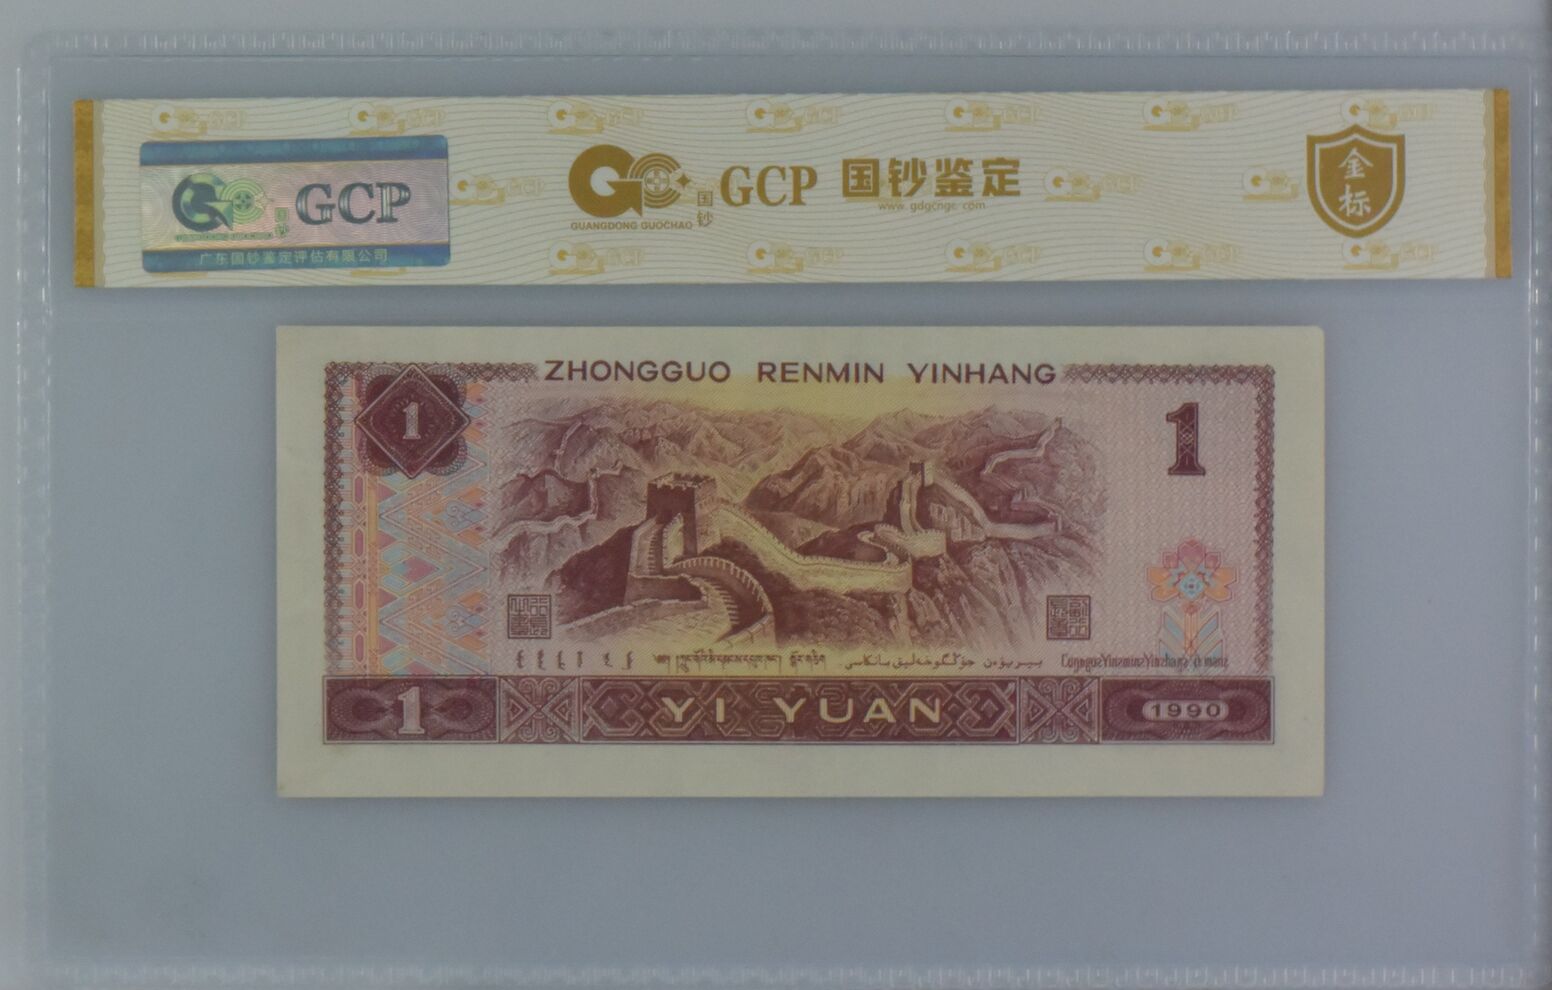 GCP
广东国钞鉴定评估有限公司
GUANGDONG GUOCHAO
国钞
GCP 国钞鉴定
www.gdgcngc.com
金标
ZHONGGUO RENMIN YINHANG
1
1
1
YI YUAN
1990